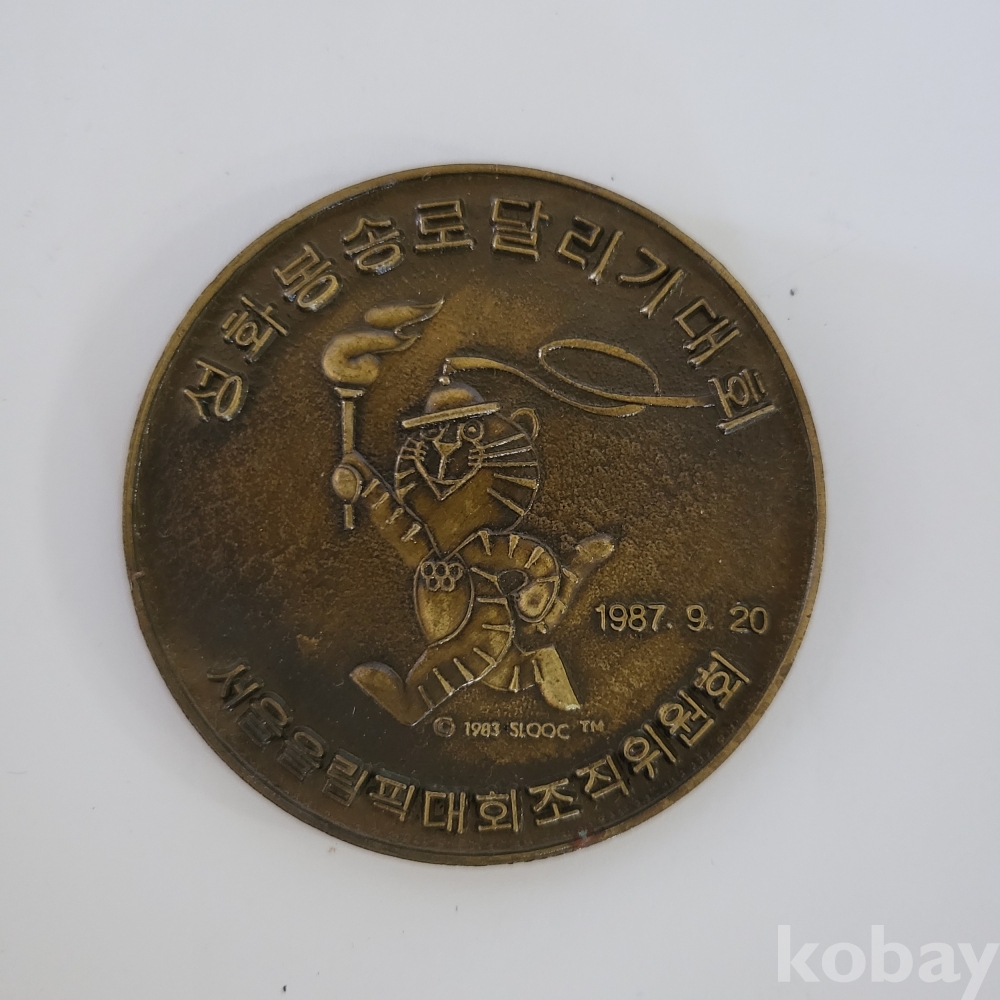 성화봉송로달리기대회
1987. 9. 20
© 1983 SLOOC ™
서울올림픽대회조직위원회
kobay